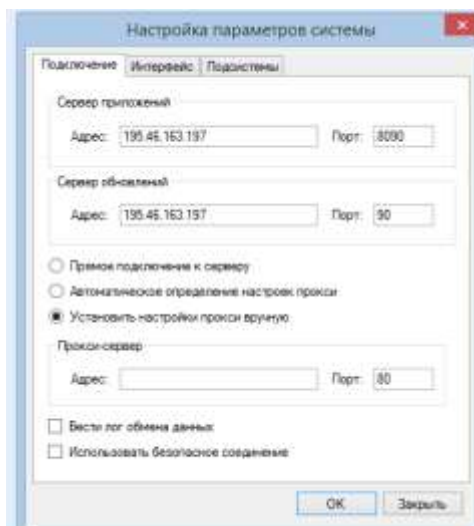 Настройка параметров системы
Подключение Интерфейс Подсистемы
Сервер приложений
Адрес: 195.46.163.197 Порт: 8090
Сервер обновлений
Адрес: 195.46.163.197 Порт: 90
Прямое подключение к серверу
Автоматическое определение настроек прокси
Установить настройки прокси вручную
Прокси-сервер
Адрес: Порт: 80
Вести лог обмена данных
Использовать безопасное соединение
OK Закрыть